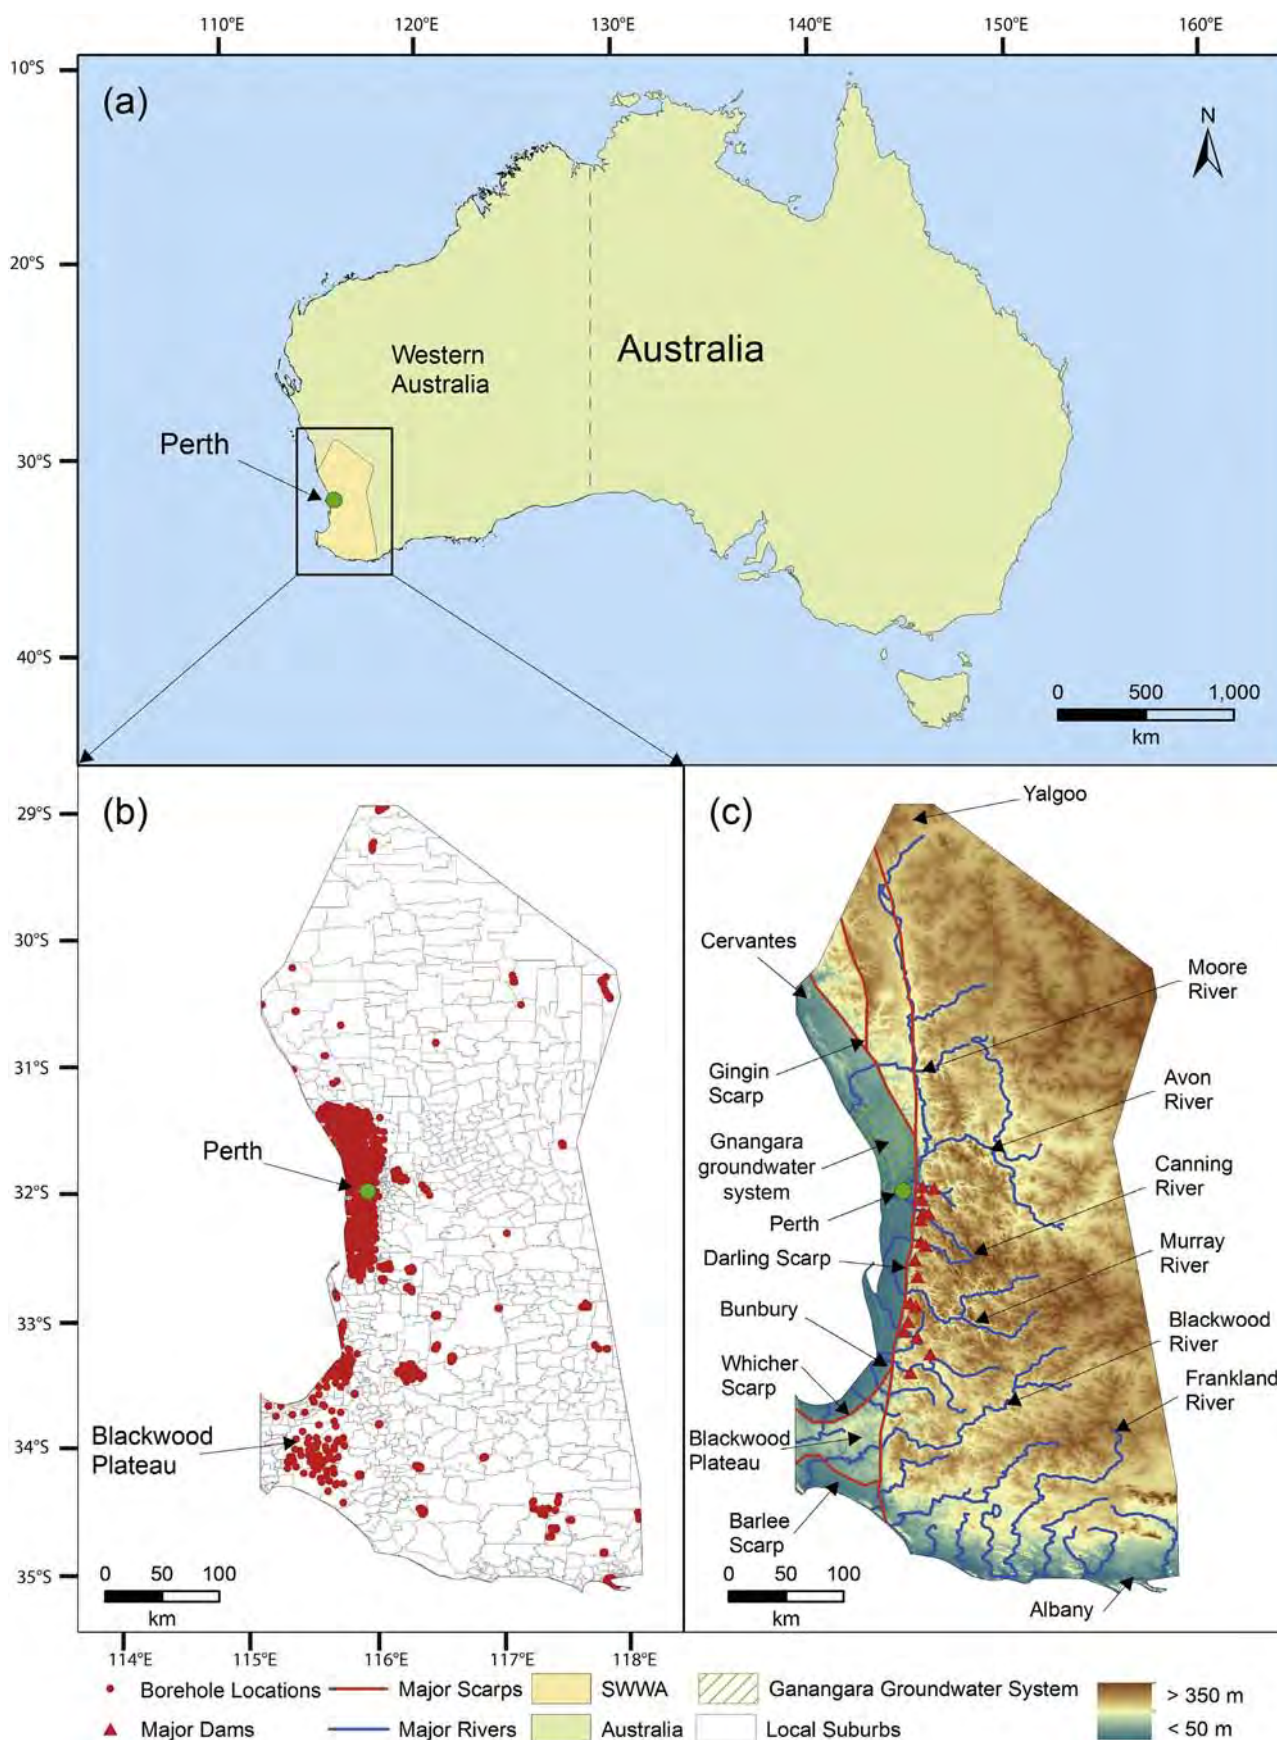 110°E 120°E 130°E 140°E 150°E 160°E
10°S
(a)
N
20°S
Western
Australia
Australia
Perth
30°S
40°S
0 500 1,000
km
(b)
29°S
30°S
31°S
Perth
32°S
33°S
Blackwood
Plateau
34°S
35°S
0 50 100
km
114°E 115°E 116°E 117°E 118°E
(c)
Yalgoo
Cervantes
Moore
River
Gingin
Scarp
Avon
River
Gnangara
groundwater
system
Canning
River
Perth
Darling Scarp
Murray
River
Bunbury
Blackwood
River
Whicher
Scarp
Frankland
River
Blackwood
Plateau
Barlee
Scarp
0 50 100
km
Albany
Borehole Locations Major Scarps SWWA Ganangara Groundwater System > 350 m
Major Dams Major Rivers Australia Local Suburbs < 50 m